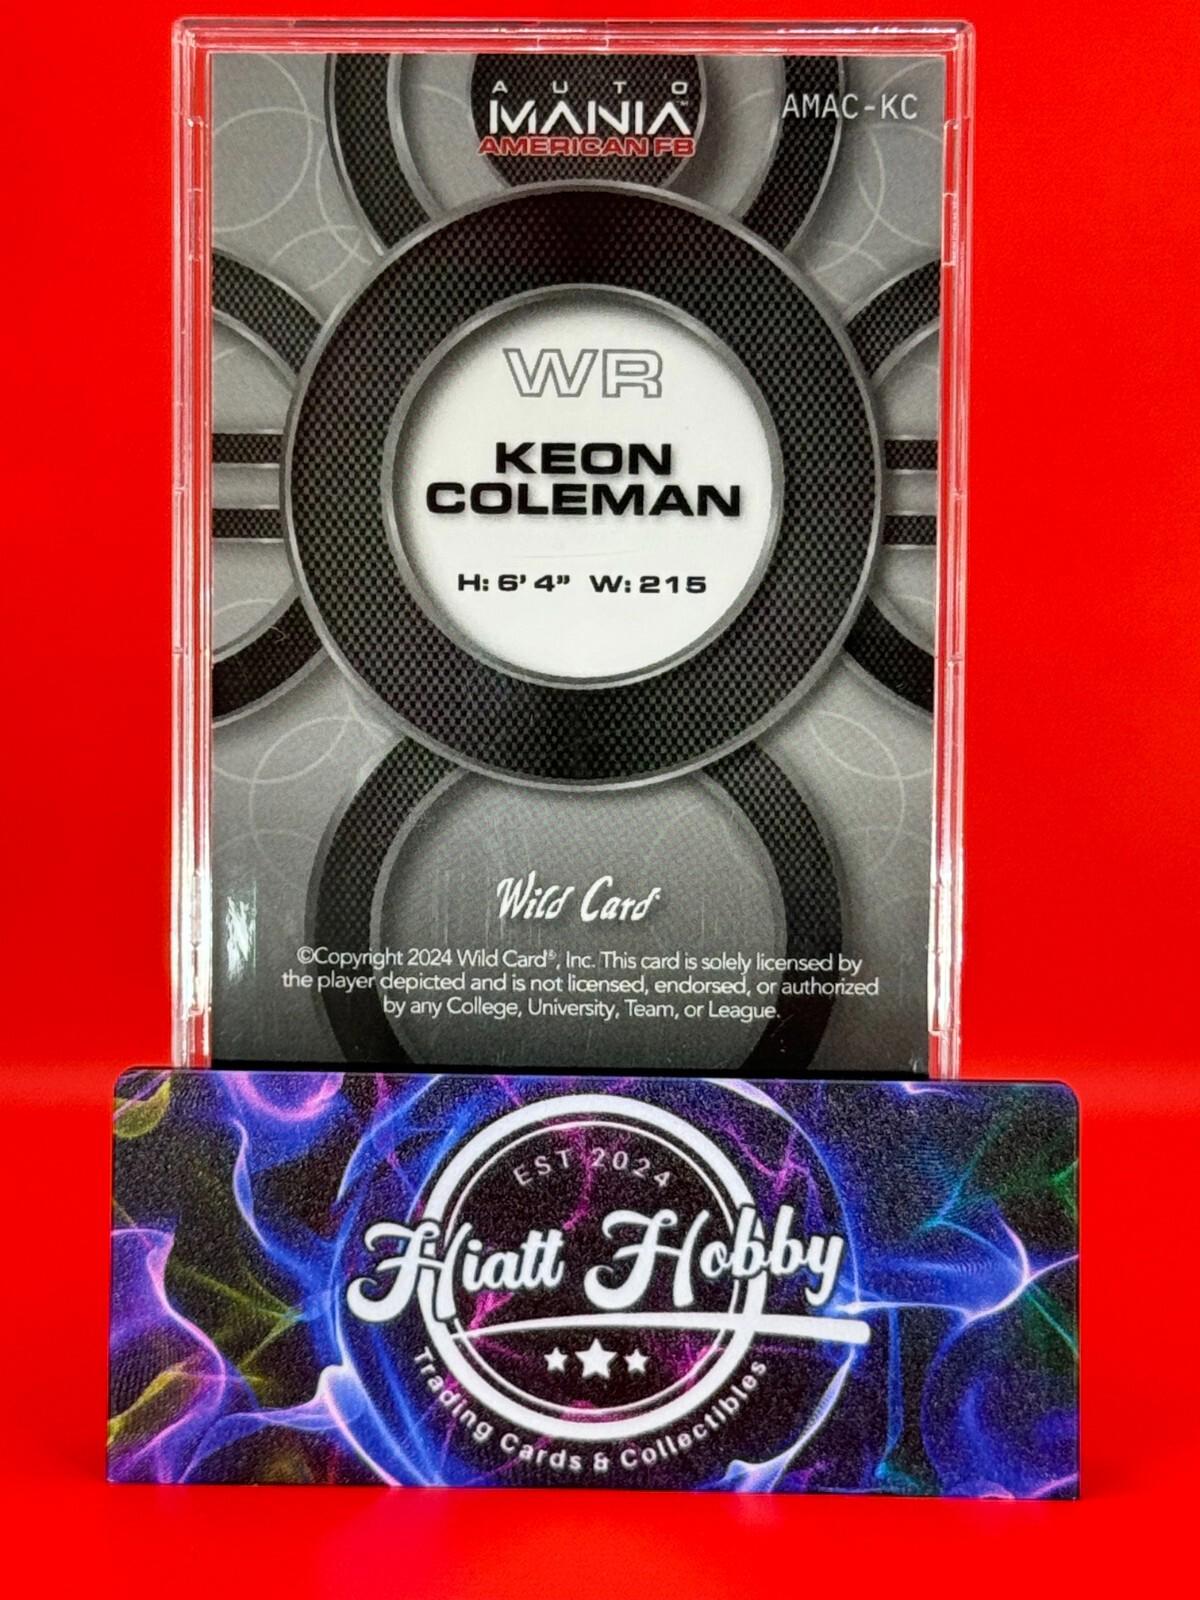 AUTO
MANIA™
AMERICAN FB
AMAC-KC
WR
KEON
COLEMAN
H: 6' 4" W: 215
Wild Card
©Copyright 2024 Wild Card®, Inc. This card is solely licensed by
the player depicted and is not licensed, endorsed, or authorized
by any College, University, Team, or League.
EST 2024
Hiatt Hobby
Trading Cards & Collectibles